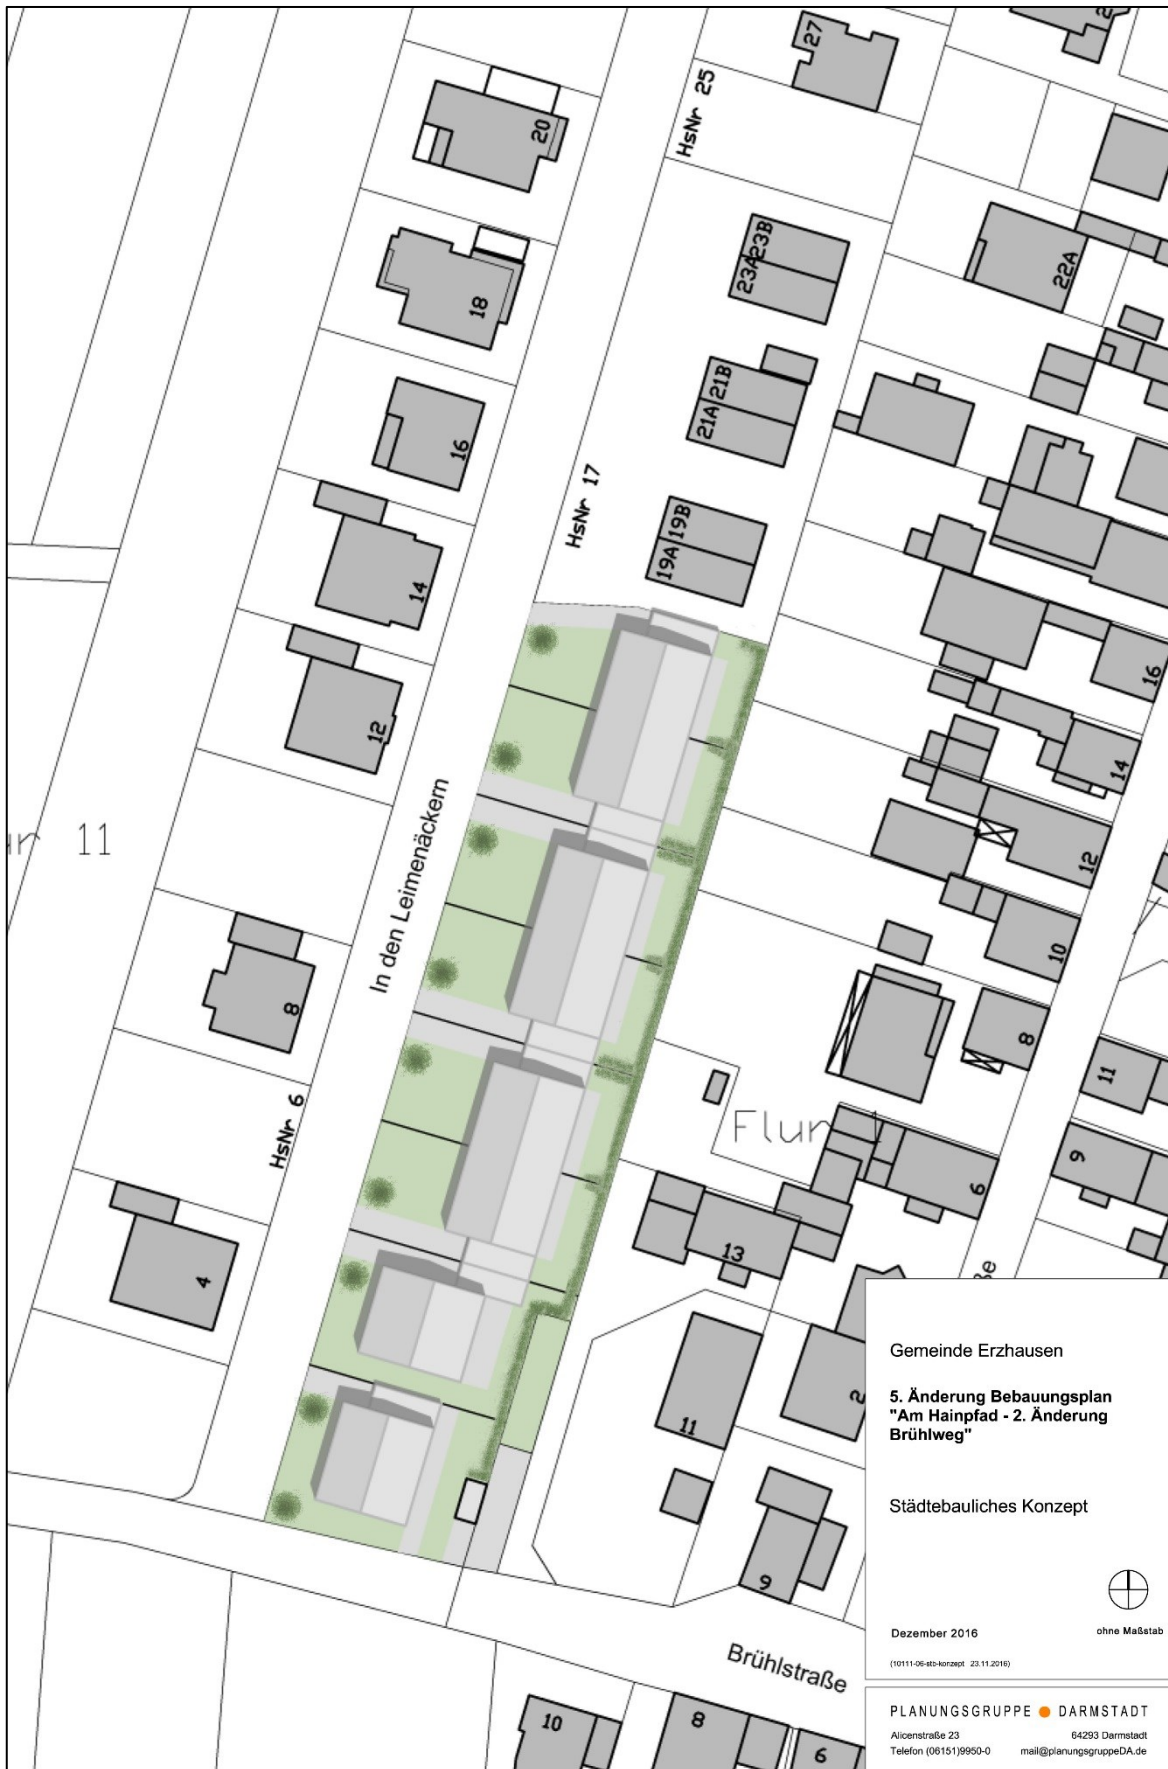 27
HsNr 25
20
23A
23B
22A
18
21A
21B
16
HsNr 17
19A
19B
14
12
16
14
ur 11
In den Leimenäckern
12
10
8
8
11
HsNr 6
Flur 1
9
6
13
4
ße
2
11
9
Brühlstraße
10
8
6
Gemeinde Erzhausen
5. Änderung Bebauungsplan
"Am Hainpfad - 2. Änderung
Brühlweg"
Städtebauliches Konzept
Dezember 2016
ohne Maßstab
(10111-06-stb-konzept 23.11.2016)
PLANUNGSGRUPPE DARMSTADT
Alicenstraße 23
64293 Darmstadt
Telefon (06151)9950-0
mail@planungsgruppeDA.de